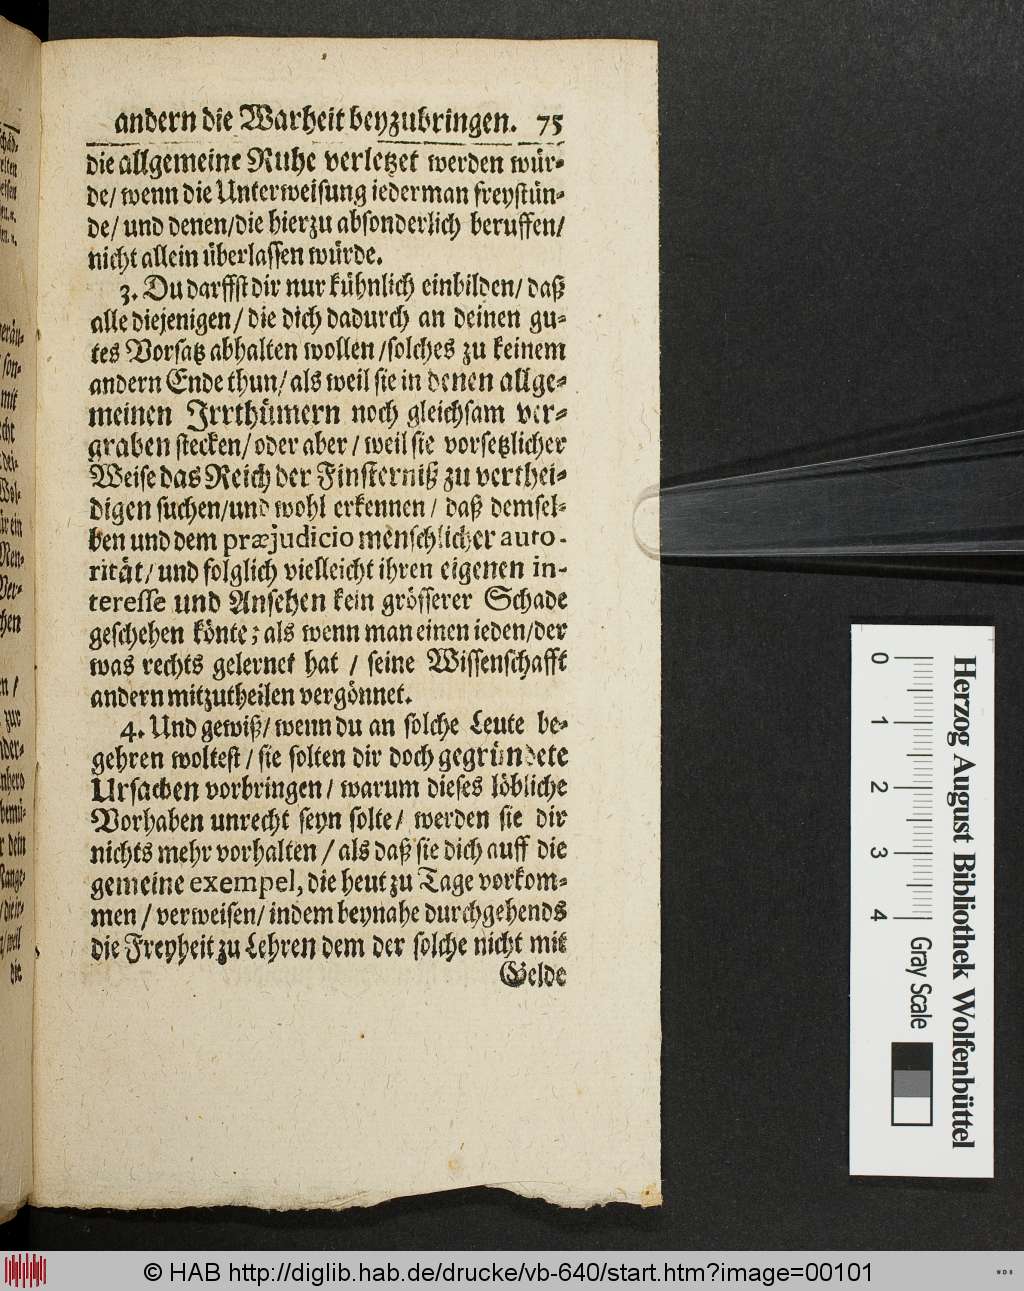 andern die Warheit beyzubringen. 75
die allgemeine Ruhe verletzet werden wür-
de/ wenn die Unterweisung iederman freystün-
de/ und denen/die hierzu absonderlich beruffen/
nicht allein überlassen würde.
3. Du darffst dir nur kühnlich einbilden/ daß
alle diejenigen/ die dich dadurch an deinen gu-
tes Vorsatz abhalten wollen /solches zu keinem
andern Ende thun/ als weil sie in denen allge-
meinen Irrthümern noch gleichsam ver-
graben stecken/ oder aber / weil sie vorsetzlicher
Weise das Reich der Finsterniß zu verthei-
digen suchen/und wohl erkennen / daß demsel-
ben und dem præjudicio menschlicher auto-
rität/ und folglich vielleicht ihren eigenen in-
teresse und Ansehen kein grösserer Schade
geschehen könte; als wenn man einen ieden/der
was rechts gelernet hat / seine Wissenschafft
andern mitzutheilen vergönnet.
4. Und gewiß/ wenn du an solche Leute be-
gehren woltest / sie solten dir doch gegründete
Ursachen vorbringen / warum dieses löbliche
Vorhaben unrecht seyn solte/ werden sie dir
nichts mehr vorhalten / als daß sie dich auff die
gemeine exempel, die heut zu Tage vorkom-
men / verweisen/ indem beynahe durchgehends
die Freyheit zu Lehren dem der solche nicht mit
Gelde
Herzog August Bibliothek Wolfenbüttel
0 1 2 3 4 Gray Scale
© HAB http://diglib.hab.de/drucke/vb-640/start.htm?image=00101